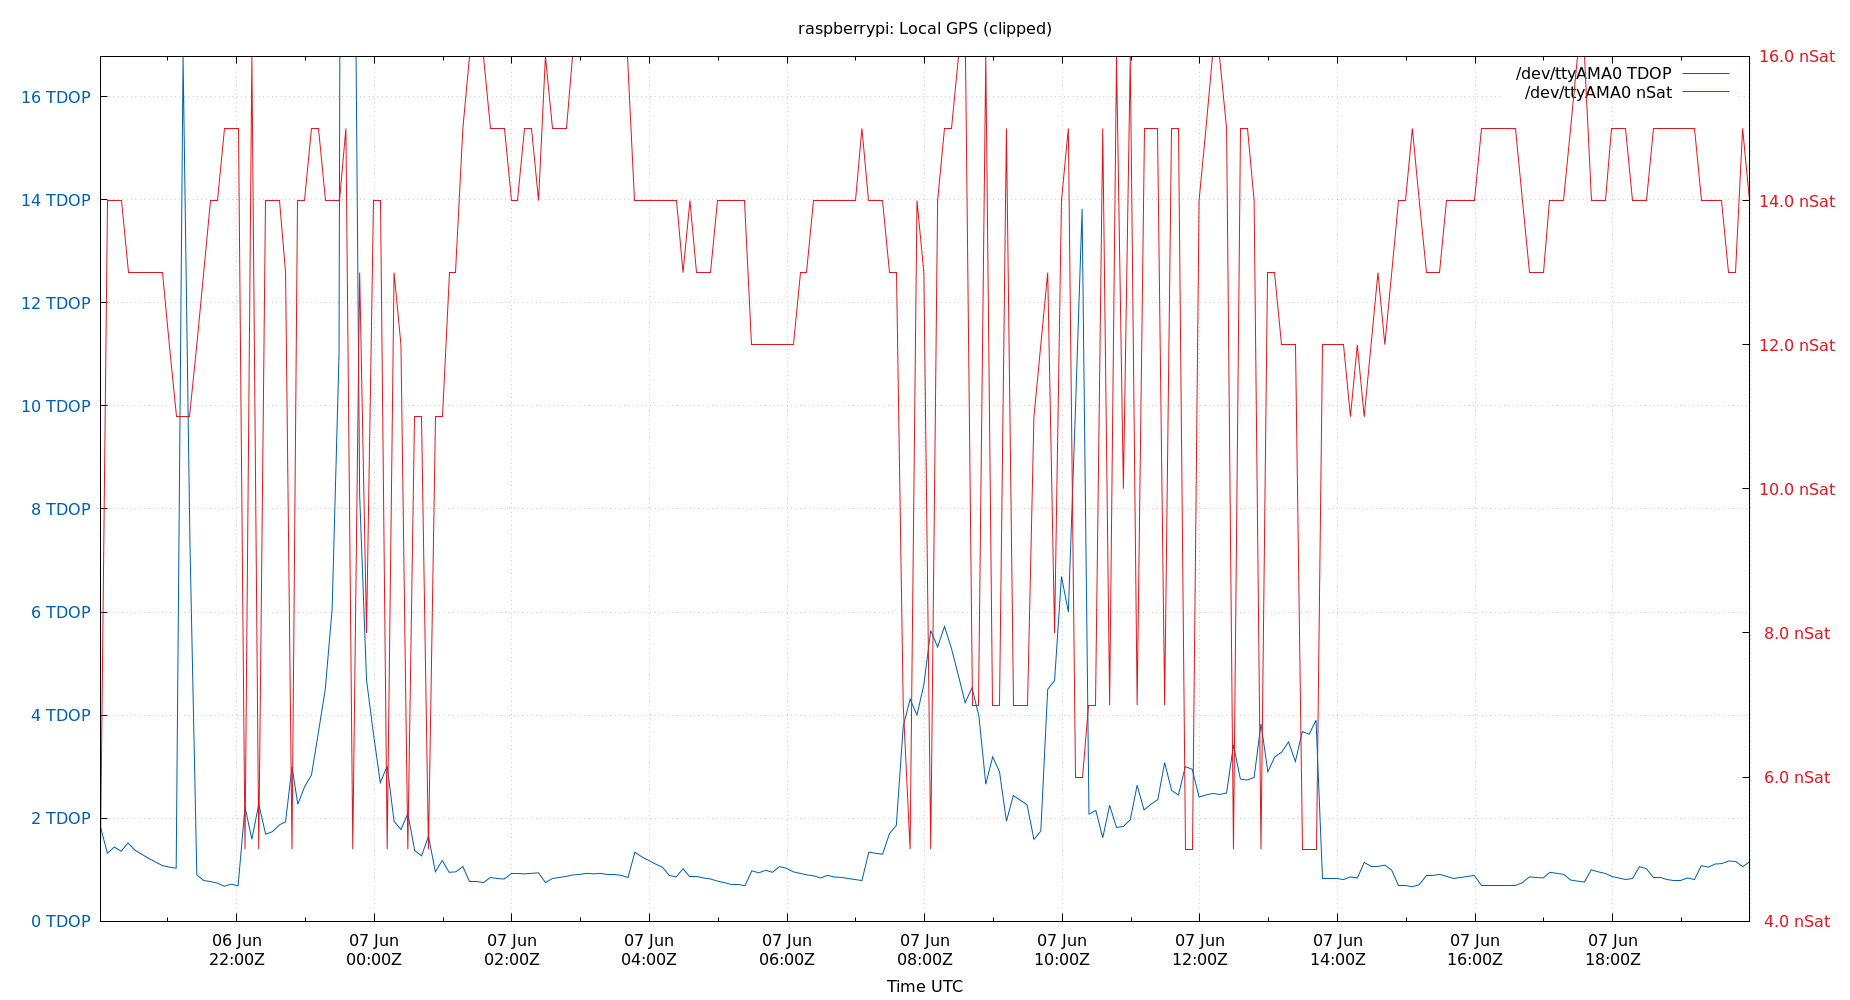 raspberrypi: Local GPS (clipped)
/dev/ttyAMA0 TDOP
/dev/ttyAMA0 nSat
16 TDOP
14 TDOP
12 TDOP
10 TDOP
8 TDOP
6 TDOP
4 TDOP
2 TDOP
0 TDOP
16.0 nSat
14.0 nSat
12.0 nSat
10.0 nSat
8.0 nSat
6.0 nSat
4.0 nSat
06 Jun
22:00Z
07 Jun
00:00Z
07 Jun
02:00Z
07 Jun
04:00Z
07 Jun
06:00Z
07 Jun
08:00Z
07 Jun
10:00Z
07 Jun
12:00Z
07 Jun
14:00Z
07 Jun
16:00Z
07 Jun
18:00Z
Time UTC